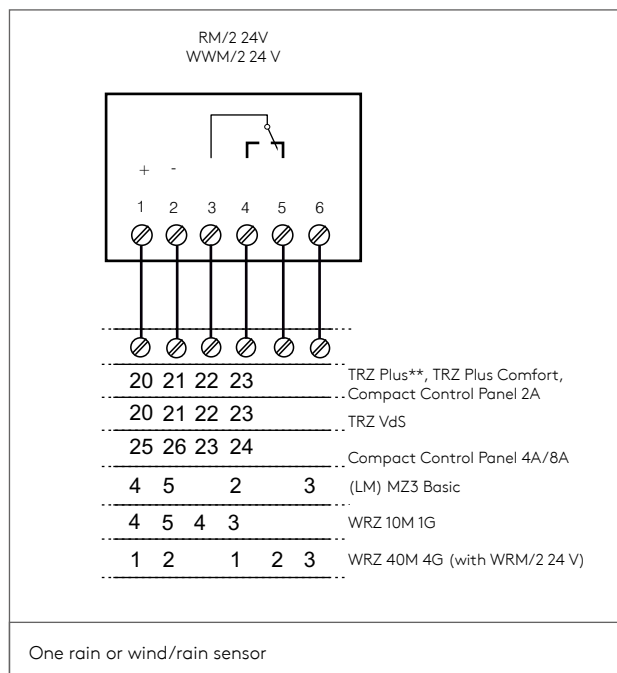 RM/2 24V
WWM/2 24 V
+ -
1 2 3 4 5 6
20 21 22 23 TRZ Plus**, TRZ Plus Comfort,
Compact Control Panel 2A
20 21 22 23 TRZ VdS
25 26 23 24 Compact Control Panel 4A/8A
4 5 2 3 (LM) MZ3 Basic
4 5 4 3 WRZ 10M 1G
1 2 1 2 3 WRZ 40M 4G (with WRM/2 24 V)
One rain or wind/rain sensor